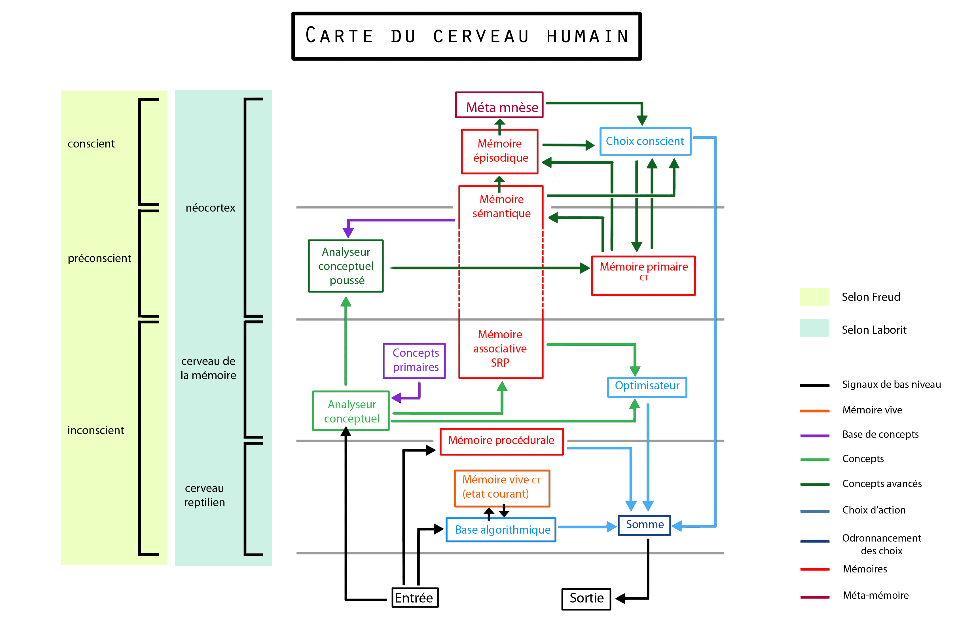 Carte du cerveau humain
conscient
préconscient
inconscient
néocortex
cerveau de
la mémoire
cerveau
reptilien
Méta mnèse
Mémoire
épisodique
Choix conscient
Mémoire
sémantique
Analyseur
conceptuel
poussé
Mémoire primaire
CT
Mémoire
associative
SRP
Concepts
primaires
Optimisateur
Analyseur
conceptuel
Mémoire procédurale
Mémoire vive CT
(etat courant)
Base algorithmique
Somme
Entrée
Sortie
Selon Freud
Selon Laborit
Signaux de bas niveau
Mémoire vive
Base de concepts
Concepts
Concepts avancés
Choix d'action
Odronnancement
des choix
Mémoires
Méta-mémoire